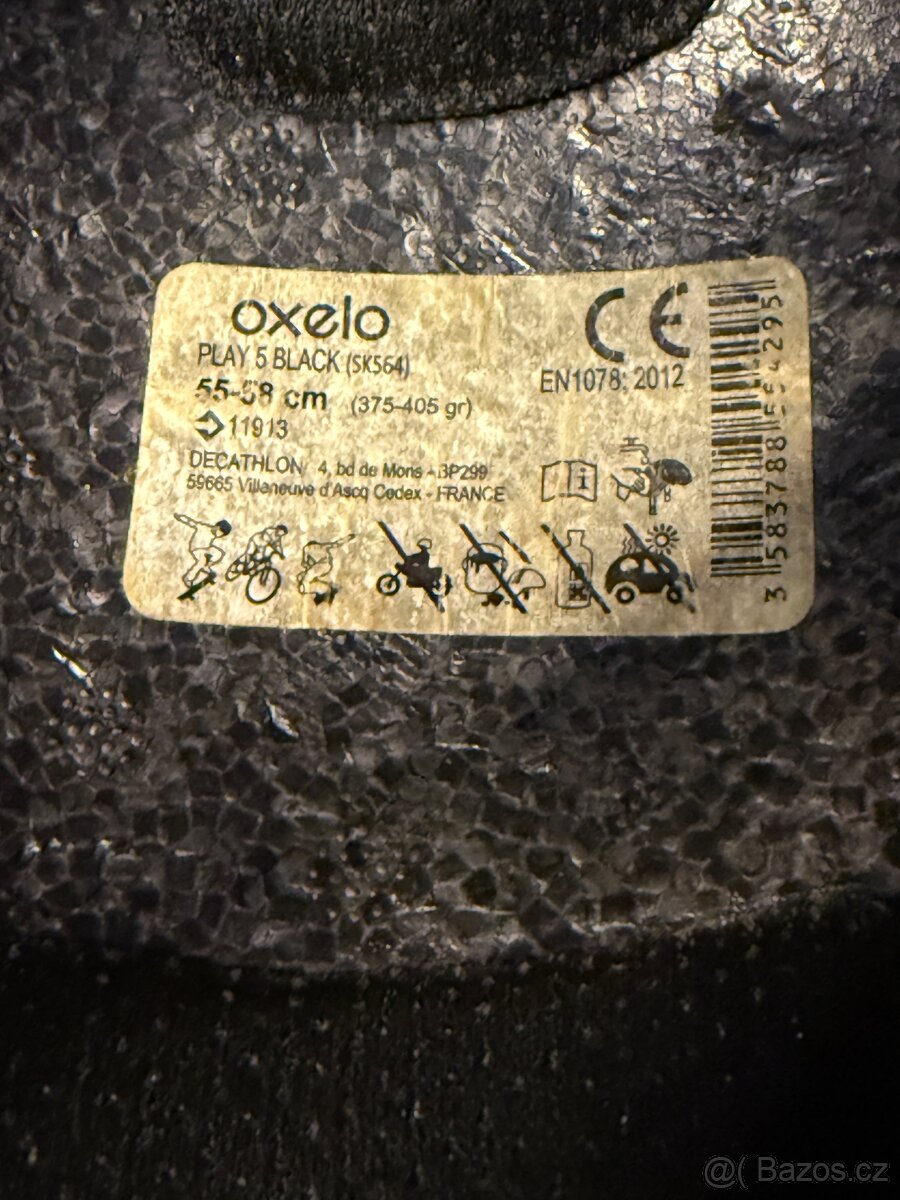 oxelo
PLAY 5 BLACK (SK564)
55-58 cm (375-405 gr)
11913
DECATHLON 4, bd de Mons - BP299
59665 Villeneuve d'Ascq Cedex - FRANCE
CE
EN1078: 2012
i
3 583788 554295
@( Bazos.cz